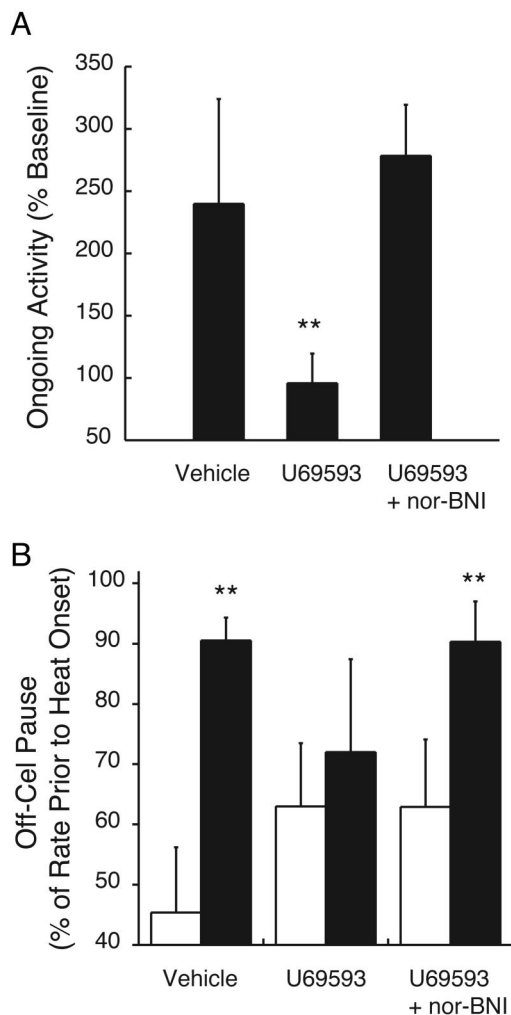 A
Ongoing Activity (% Baseline)
350
300
250
200
150
100
50
**
Vehicle
U69593
U69593
+ nor-BNI
B
Off-Cel Pause
(% of Rate Prior to Heat Onset)
100
90
80
70
60
50
40
**
**
Vehicle
U69593
U69593
+ nor-BNI